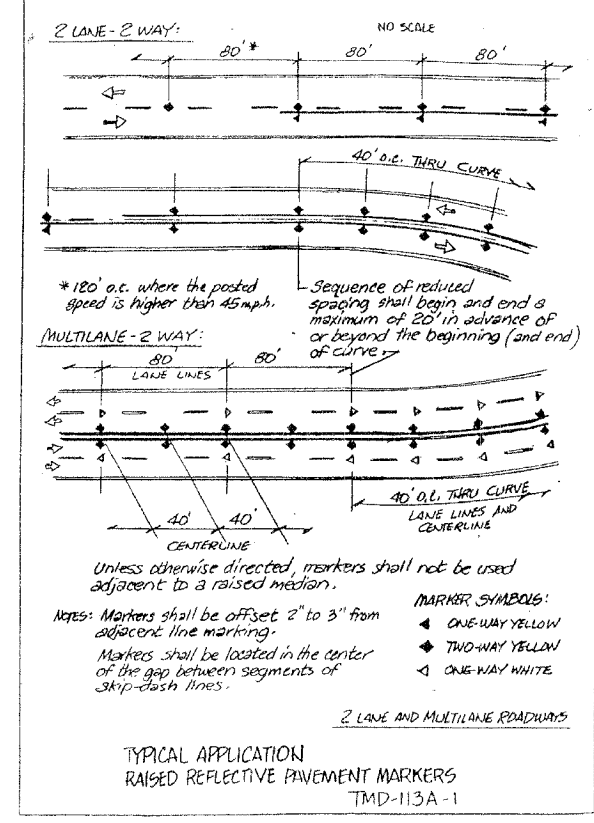 2 LANE-2 WAY:
NO SCALE
80'*
80'
80'
40' o.c. THRU CURVE
*120' o.c. where the posted
speed is higher than 45 m.p.h.
Sequence of reduced
spacing shall begin and end a
maximum of 20' in advance of
or beyond the beginning (and end)
of curve.
MULTILANE-2 WAY:
80'
80'
LANE LINES
40' o.c. THRU CURVE
LANE LINES AND
CENTERLINE
40'
40'
CENTERLINE
Unless otherwise directed, markers shall not be used
adjacent to a raised median.
NOTES: Markers shall be offset 2" to 3" from
adjacent line marking.
Markers shall be located in the center
of the gap between segments of
skip-dash lines.
MARKER SYMBOLS:
ONE-WAY YELLOW
TWO-WAY YELLOW
ONE-WAY WHITE
2 LANE AND MULTILANE ROADWAYS
TYPICAL APPLICATION
RAISED REFLECTIVE PAVEMENT MARKERS
TMD-113A-1